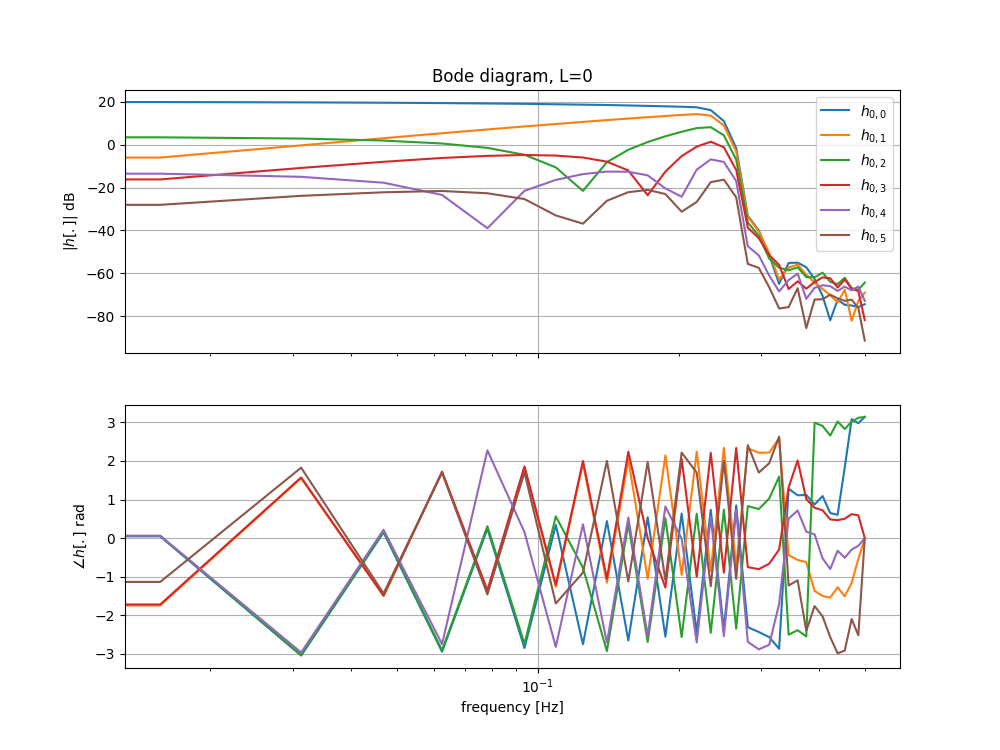 Bode diagram, L=0
20
0
−20
−40
−60
−80
|h[.]| dB
h0,0
h0,1
h0,2
h0,3
h0,4
h0,5
3
2
1
0
−1
−2
−3
∠h[.] rad
10−1
frequency [Hz]